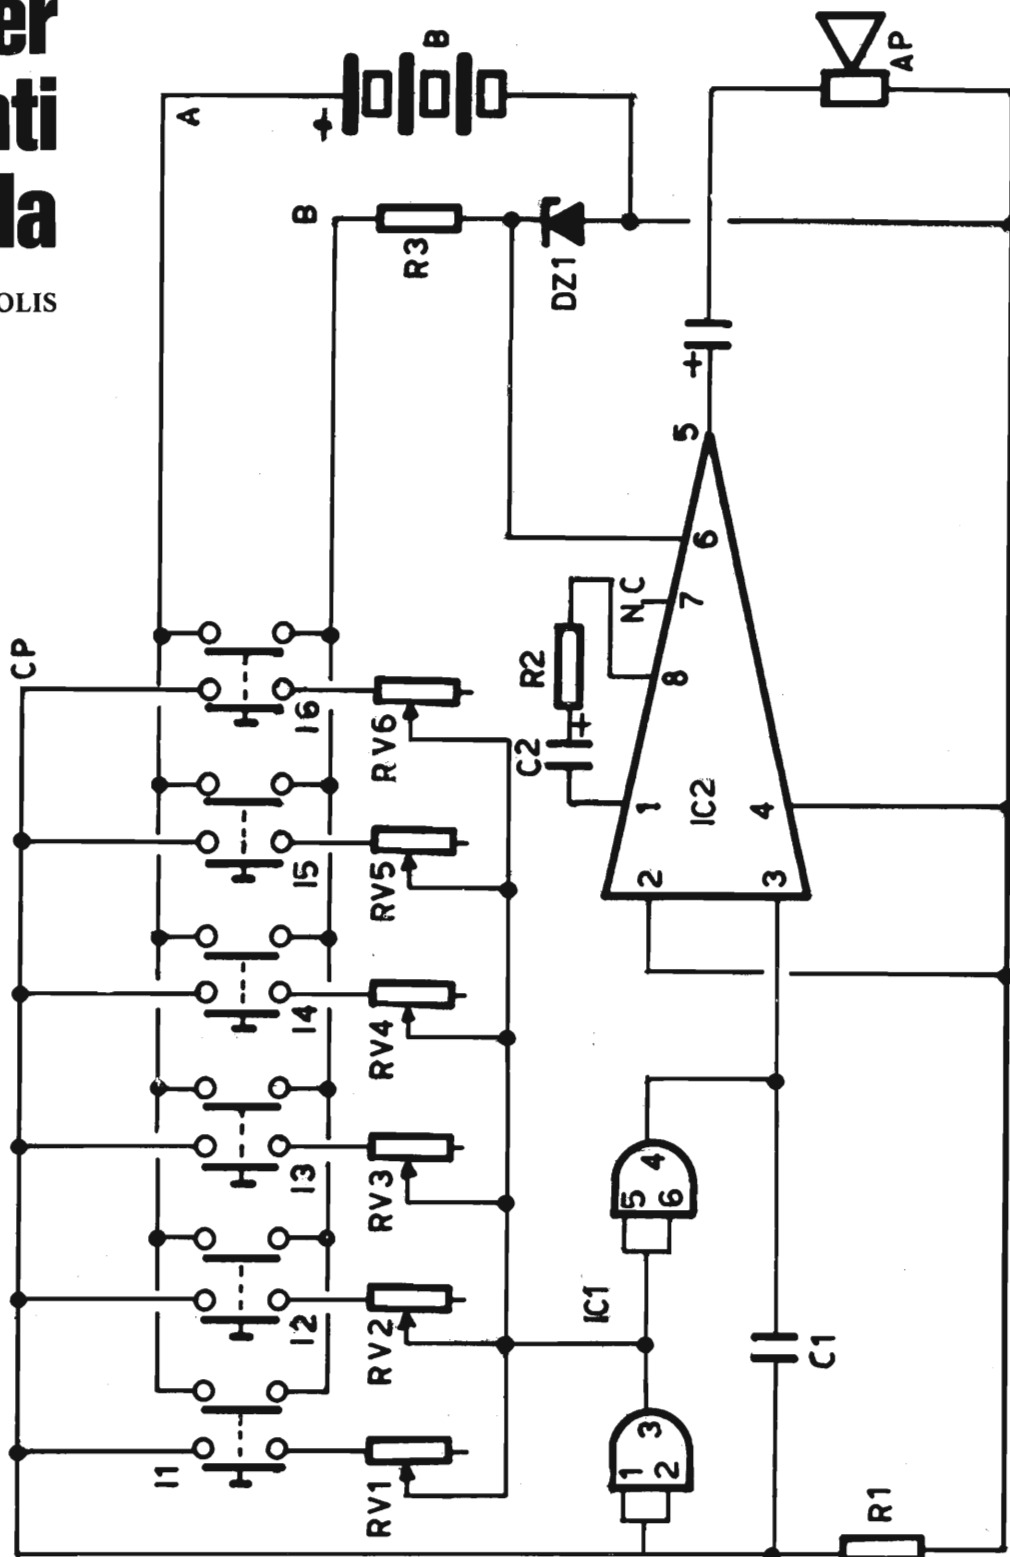 er
nti
la
OLIS
A
+
B
AP
B
R3
DZ1
+
5
CP
6
NC
7
R2
8
+
C2
1
IC2
4
2
3
I6
RV6
I5
RV5
I4
RV4
I3
RV3
I2
RV2
I1
RV1
5
6
4
IC1
1
2
3
C1
R1